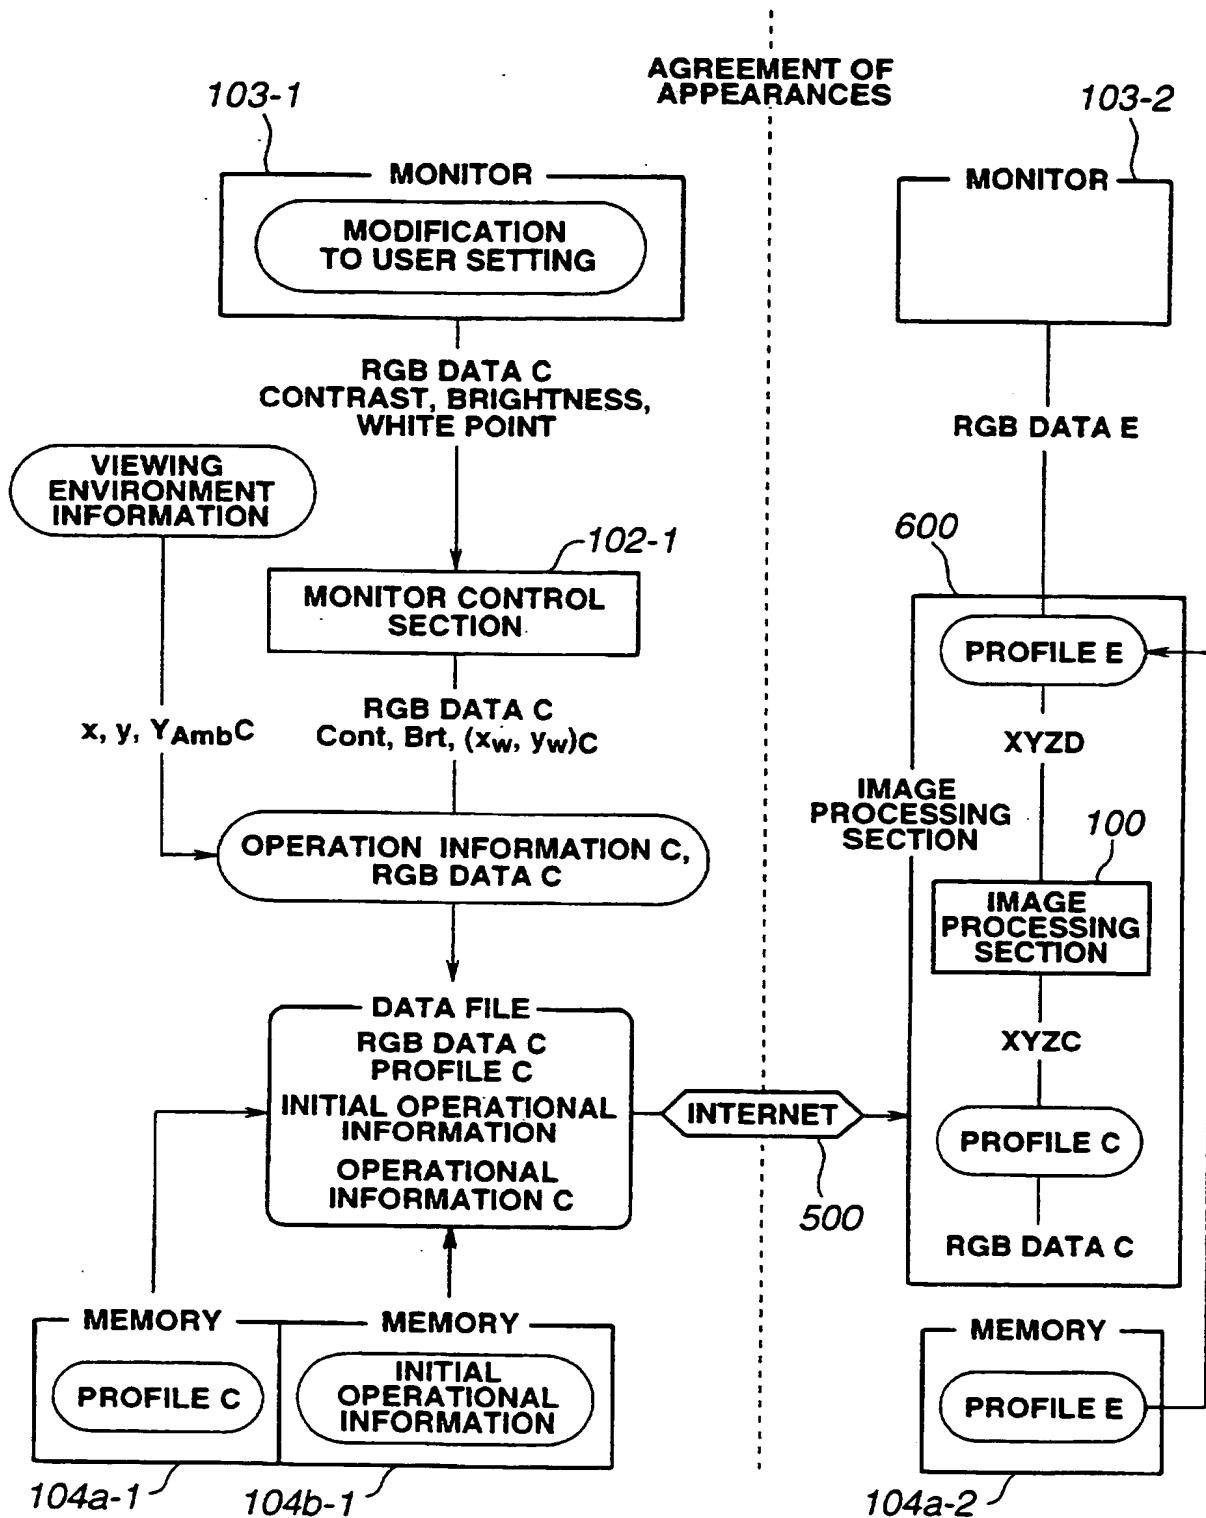 AGREEMENT OF
APPEARANCES
103-1
MONITOR
MODIFICATION
TO USER SETTING
RGB DATA C
CONTRAST, BRIGHTNESS,
WHITE POINT
VIEWING
ENVIRONMENT
INFORMATION
102-1
MONITOR CONTROL
SECTION
x, y, YAmbC
RGB DATA C
Cont, Brt, (xw, yw)C
OPERATION INFORMATION C,
RGB DATA C
DATA FILE
RGB DATA C
PROFILE C
INITIAL OPERATIONAL
INFORMATION
OPERATIONAL
INFORMATION C
INTERNET
500
MEMORY
PROFILE C
104a-1
MEMORY
INITIAL
OPERATIONAL
INFORMATION
104b-1
103-2
MONITOR
RGB DATA E
600
PROFILE E
XYZD
IMAGE
PROCESSING
SECTION
100
IMAGE
PROCESSING
SECTION
XYZC
PROFILE C
RGB DATA C
MEMORY
PROFILE E
104a-2